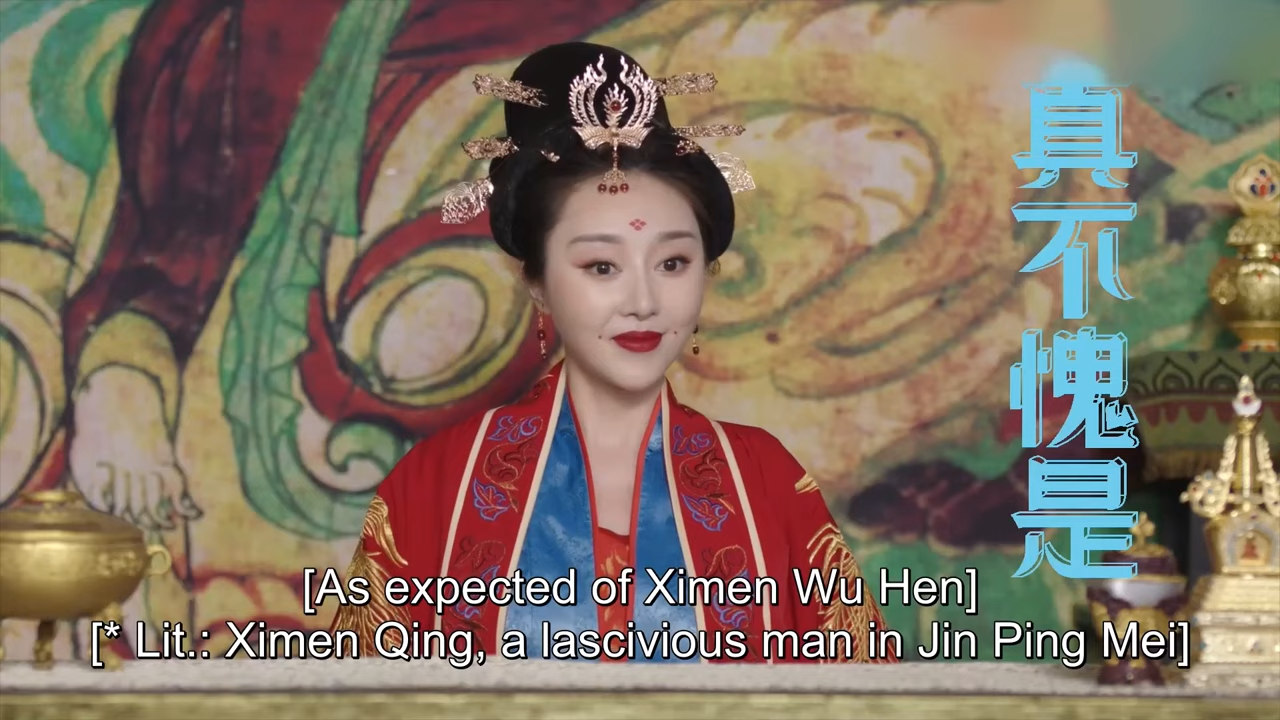 真不愧是
[As expected of Ximen Wu Hen]
[* Lit.: Ximen Qing, a lascivious man in Jin Ping Mei]